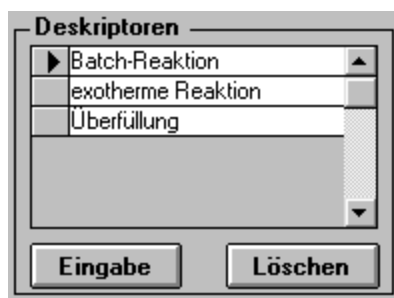 Deskriptoren
Batch-Reaktion
exotherme Reaktion
Überfüllung
Eingabe
Löschen